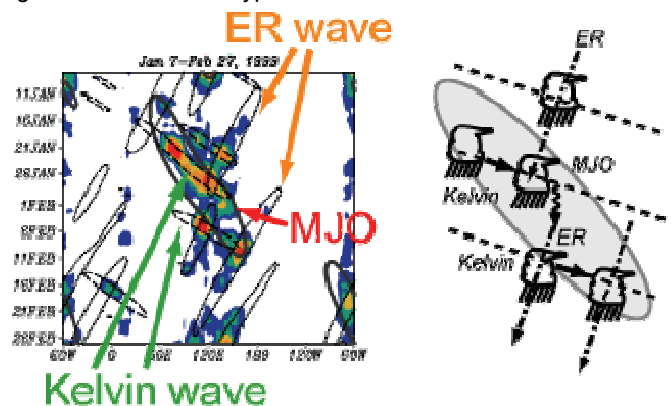 ER wave
Jan 7-Feb 27,
11JAN
16JAN
21JAN
26JAN
1FEB
6FEB
11FEB
16FEB
21FEB
26FEB
60W 0 60E 120E 180 120W 60W
MJO
Kelvin wave
ER
MJO
Kelvin
ER
Kelvin